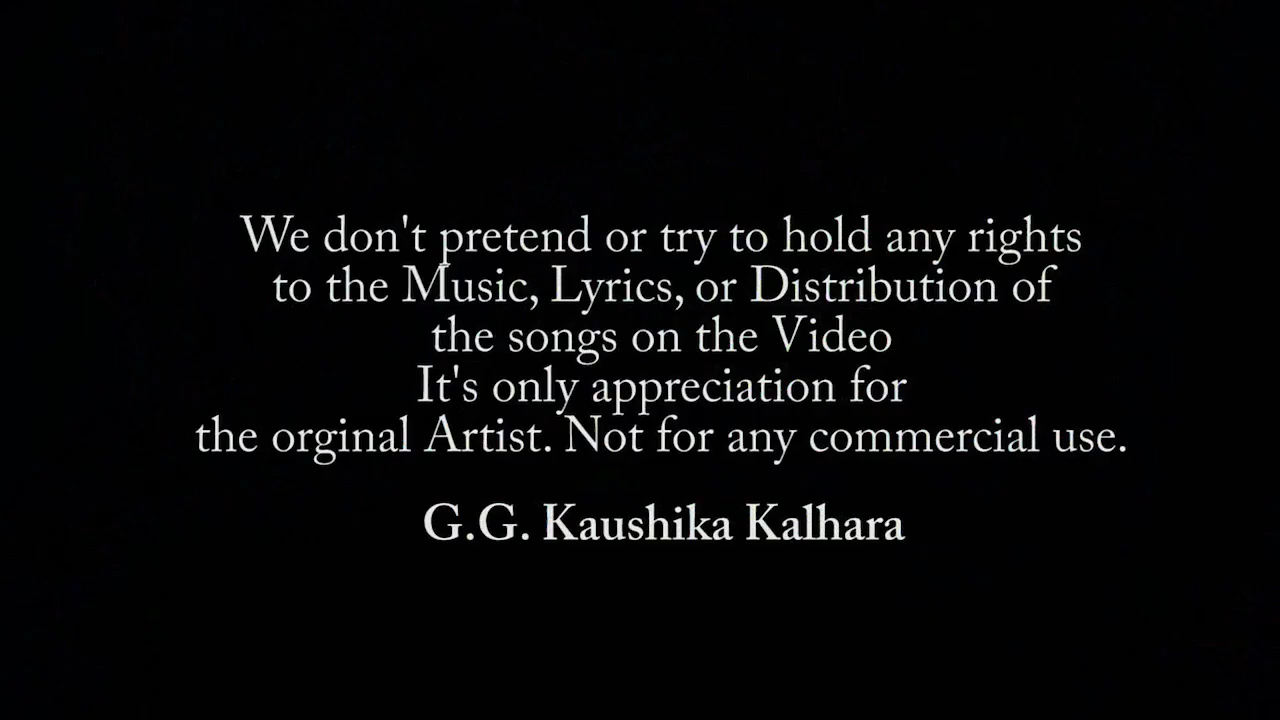 We don't pretend or try to hold any rights
to the Music, Lyrics, or Distribution of
the songs on the Video
It's only appreciation for
the orginal Artist. Not for any commercial use.
G.G. Kaushika Kalhara